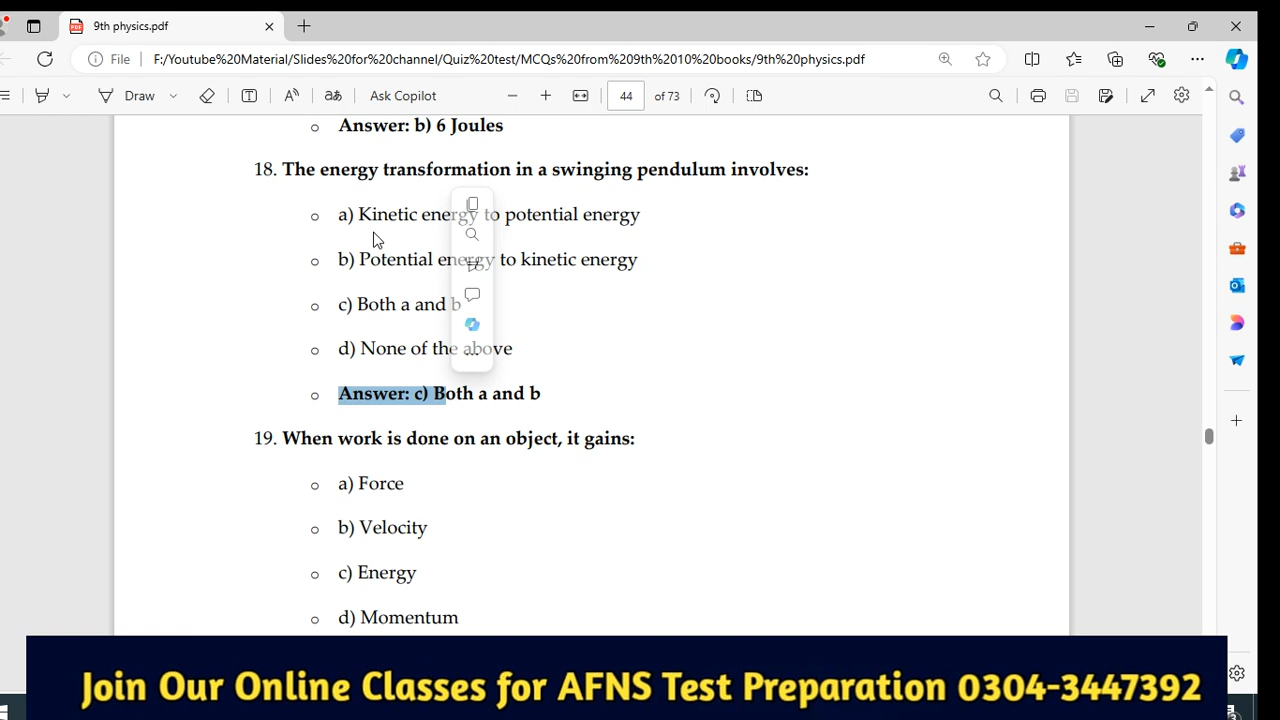 9th physics.pdf
File
F:/Youtube%20Material/Slides%20for%20channel/Quiz%20test/MCQs%20from%209th%2010%20books/9th%20physics.pdf
Draw
Ask Copilot
44 of 73
Answer: b) 6 Joules
18. The energy transformation in a swinging pendulum involves:
a) Kinetic energy to potential energy
b) Potential energy to kinetic energy
c) Both a and b
d) None of the above
Answer: c) Both a and b
19. When work is done on an object, it gains:
a) Force
b) Velocity
c) Energy
d) Momentum
Join Our Online Classes for AFNS Test Preparation 0304-3447392